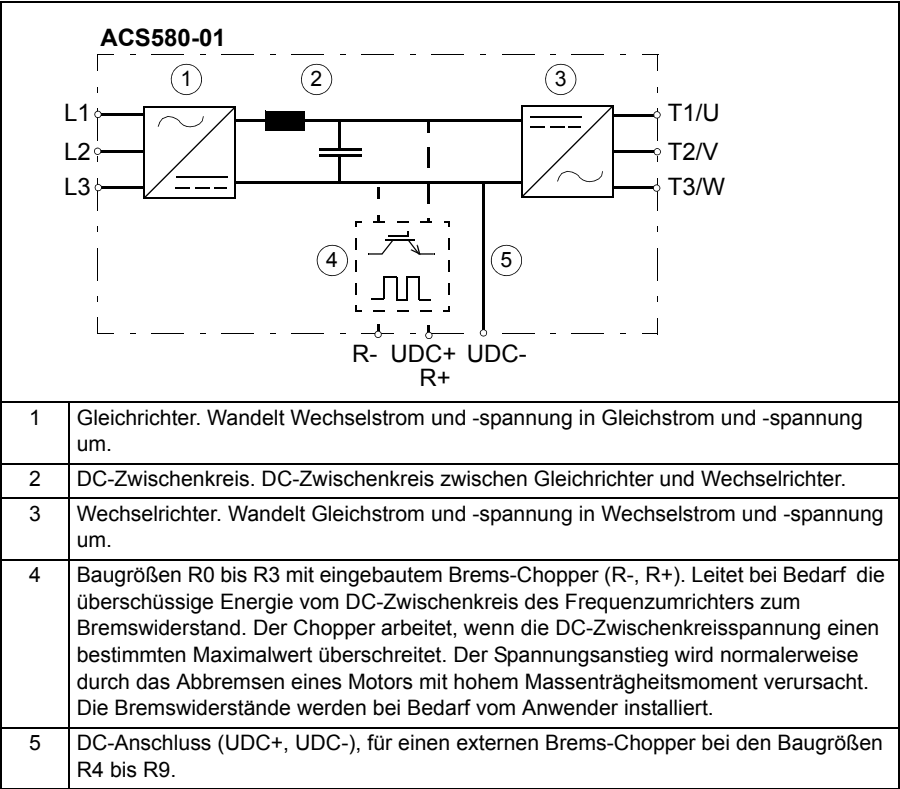 ACS580-01
1 2 3
L1 T1/U
L2 T2/V
L3 T3/W
4 5
R- UDC+ UDC-
R+
1 Gleichrichter. Wandelt Wechselstrom und -spannung in Gleichstrom und -spannung
um.
2 DC-Zwischenkreis. DC-Zwischenkreis zwischen Gleichrichter und Wechselrichter.
3 Wechselrichter. Wandelt Gleichstrom und -spannung in Wechselstrom und -spannung
um.
4 Baugrößen R0 bis R3 mit eingebautem Brems-Chopper (R-, R+). Leitet bei Bedarf die
überschüssige Energie vom DC-Zwischenkreis des Frequenzumrichters zum
Bremswiderstand. Der Chopper arbeitet, wenn die DC-Zwischenkreisspannung einen
bestimmten Maximalwert überschreitet. Der Spannungsanstieg wird normalerweise
durch das Abbremsen eines Motors mit hohem Massenträgheitsmoment verursacht.
Die Bremswiderstände werden bei Bedarf vom Anwender installiert.
5 DC-Anschluss (UDC+, UDC-), für einen externen Brems-Chopper bei den Baugrößen
R4 bis R9.